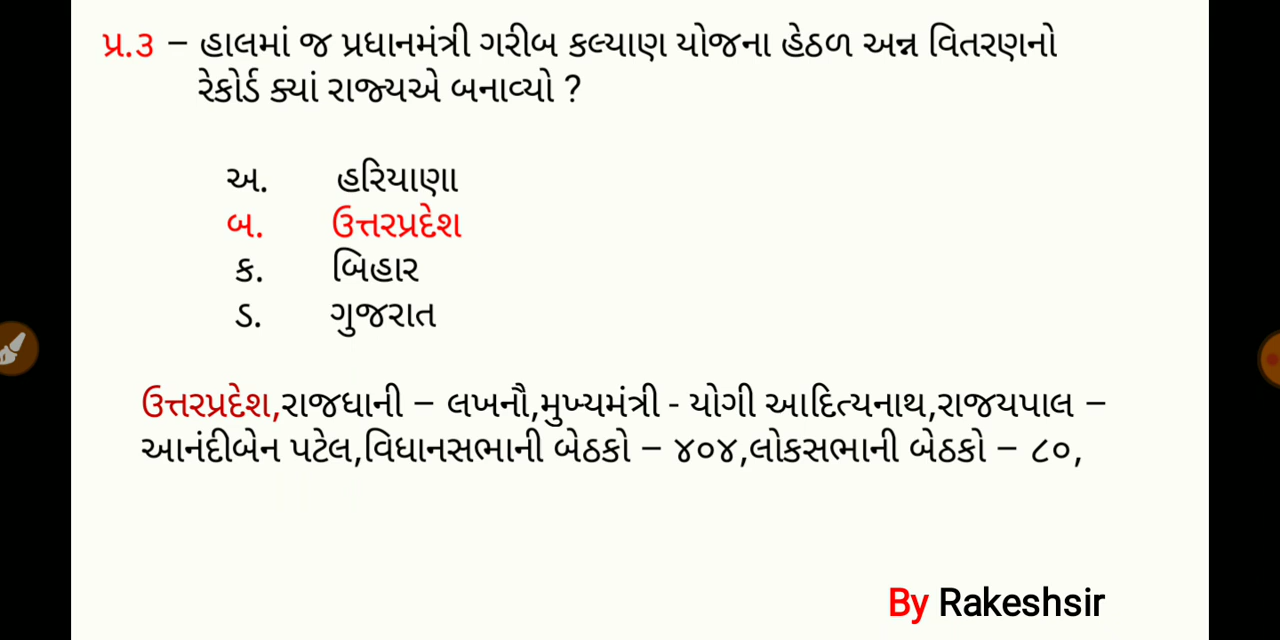 પ્ર.૩ – હાલમાં જ પ્રધાનમંત્રી ગરીબ કલ્યાણ યોજના હેઠળ અન્ન વિતરણનો
રેકોર્ડ ક્યાં રાજ્યએ બનાવ્યો ?
અ. હરિયાણા
બ. ઉત્તરપ્રદેશ
ક. બિહાર
ડ. ગુજરાત
ઉત્તરપ્રદેશ,રાજધાની – લખનૌ,મુખ્યમંત્રી - યોગી આદિત્યનાથ,રાજયપાલ –
આનંદીબેન પટેલ,વિધાનસભાની બેઠકો – ૪૦૪,લોકસભાની બેઠકો – ૮૦,
By Rakeshsir